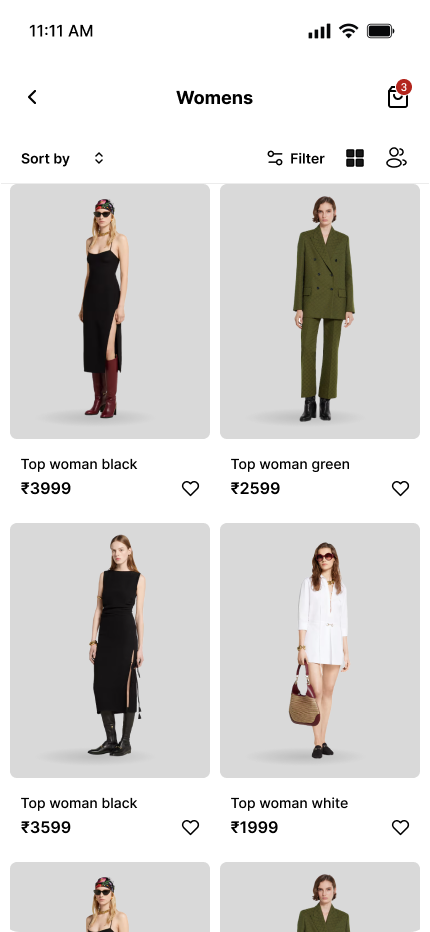 11:11 AM
Womens
3
Sort by
Filter
Top woman black
₹3999
Top woman green
₹2599
Top woman black
₹3599
Top woman white
₹1999